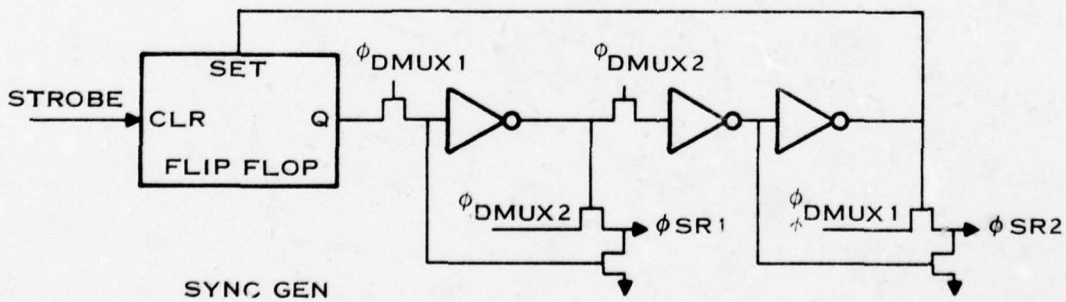 SET
ϕDMUX1
ϕDMUX2
STROBE
CLR
Q
FLIP FLOP
ϕDMUX2
ϕSR1
ϕDMUX1
ϕSR2
SYNC GEN